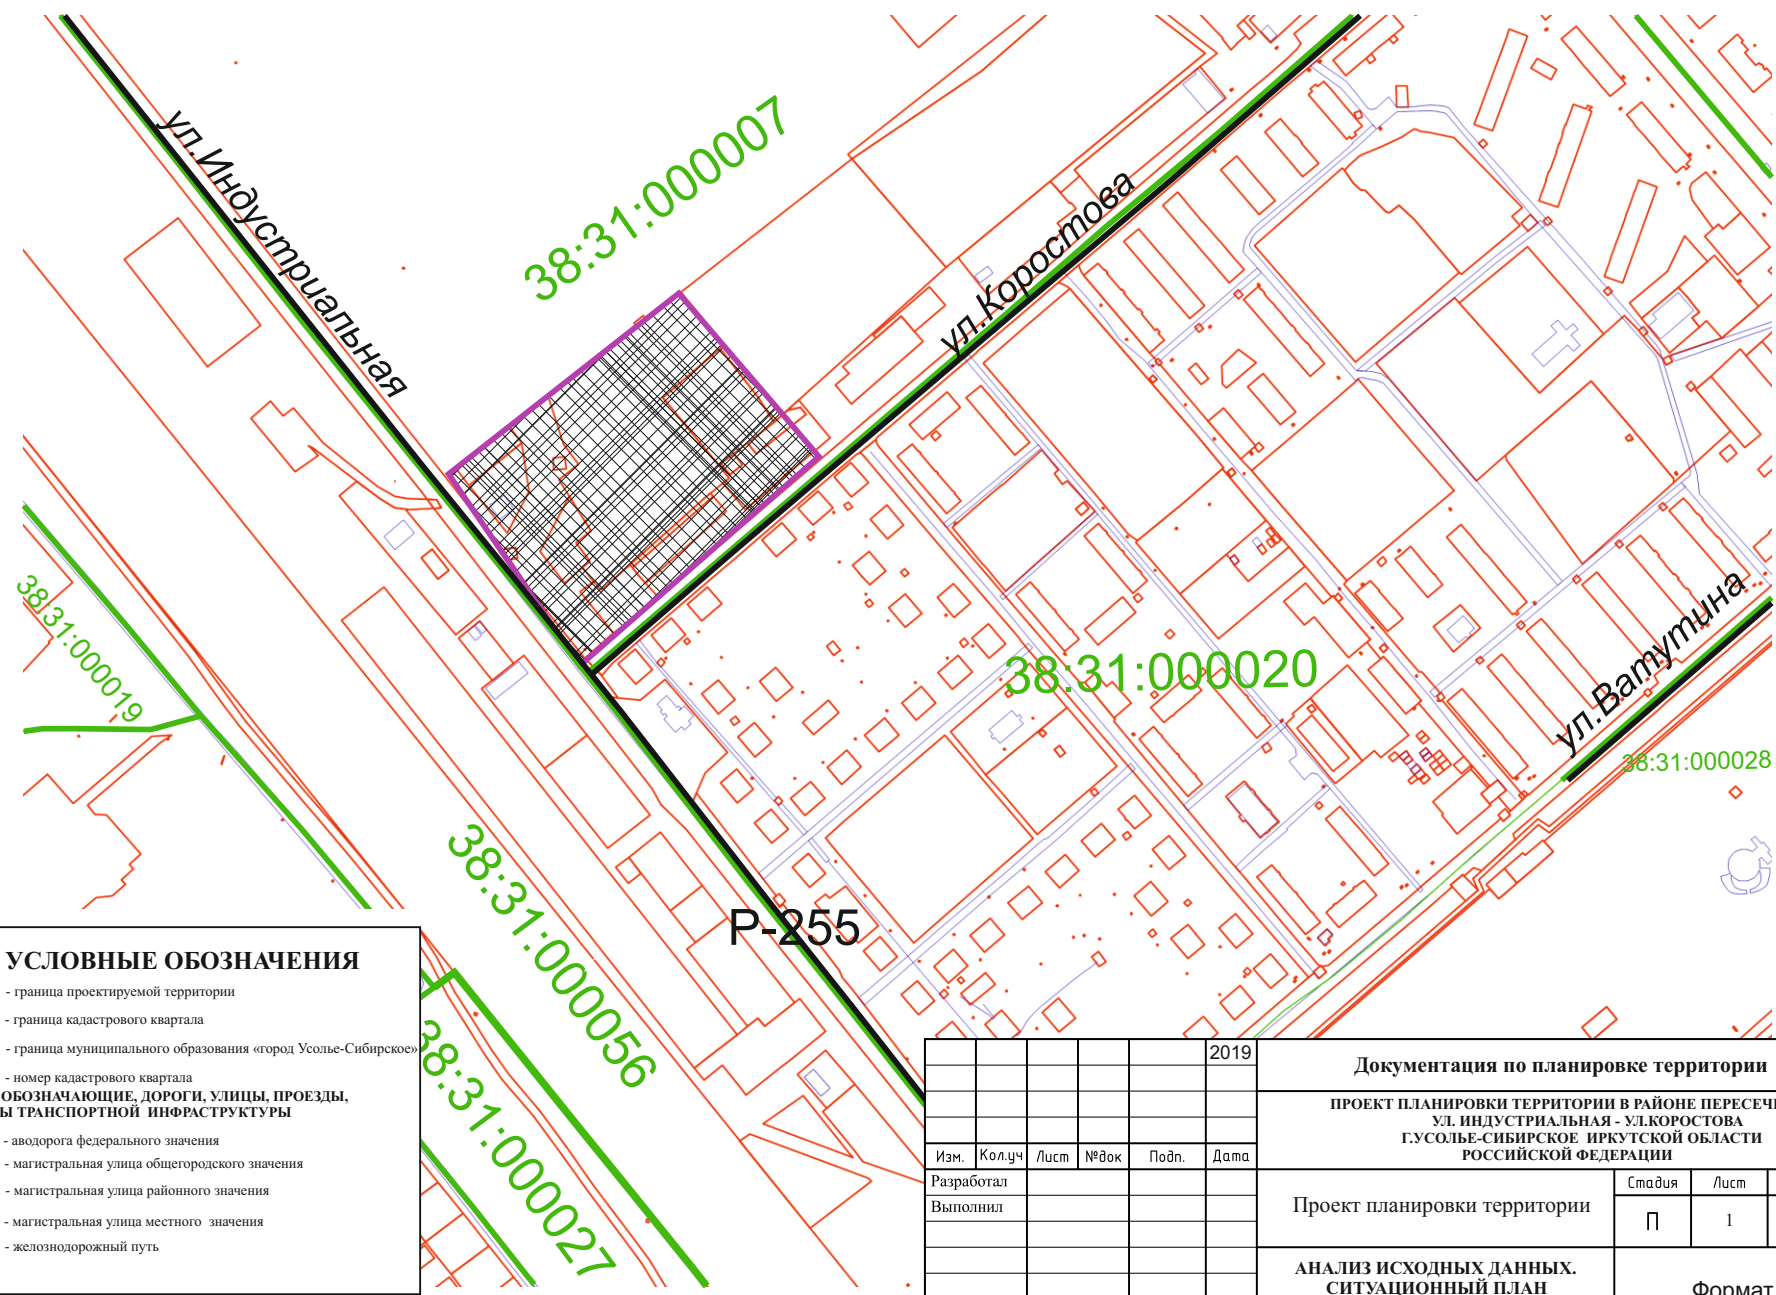 ул.Индустриальная
38:31:000007
ул.Коростова
38:31:000019
38:31:000020
ул.Ватутина
38:31:000028
38:31:000056
Р-255
38:31:000027
УСЛОВНЫЕ ОБОЗНАЧЕНИЯ
- граница проектируемой территории
- граница кадастрового квартала
- граница муниципального образования «город Усолье-Сибирское»
- номер кадастрового квартала
ОБОЗНАЧАЮЩИЕ, ДОРОГИ, УЛИЦЫ, ПРОЕЗДЫ,
Ы ТРАНСПОРТНОЙ ИНФРАСТРУКТУРЫ
- аводорога федерального значения
- магистральная улица общегородского значения
- магистральная улица районного значения
- магистральная улица местного значения
- желознодорожный путь
2019
Изм. Кол.уч Лист №док Подп. Дата
Разработал
Выполнил
Документация по планировке территории
ПРОЕКТ ПЛАНИРОВКИ ТЕРРИТОРИИ В РАЙОНЕ ПЕРЕСЕЧ
УЛ. ИНДУСТРИАЛЬНАЯ - УЛ.КОРОСТОВА
Г.УСОЛЬЕ-СИБИРСКОЕ ИРКУТСКОЙ ОБЛАСТИ
РОССИЙСКОЙ ФЕДЕРАЦИИ
Проект планировки территории
Стадия Лист
П 1
АНАЛИЗ ИСХОДНЫХ ДАННЫХ.
СИТУАЦИОННЫЙ ПЛАН
Формат